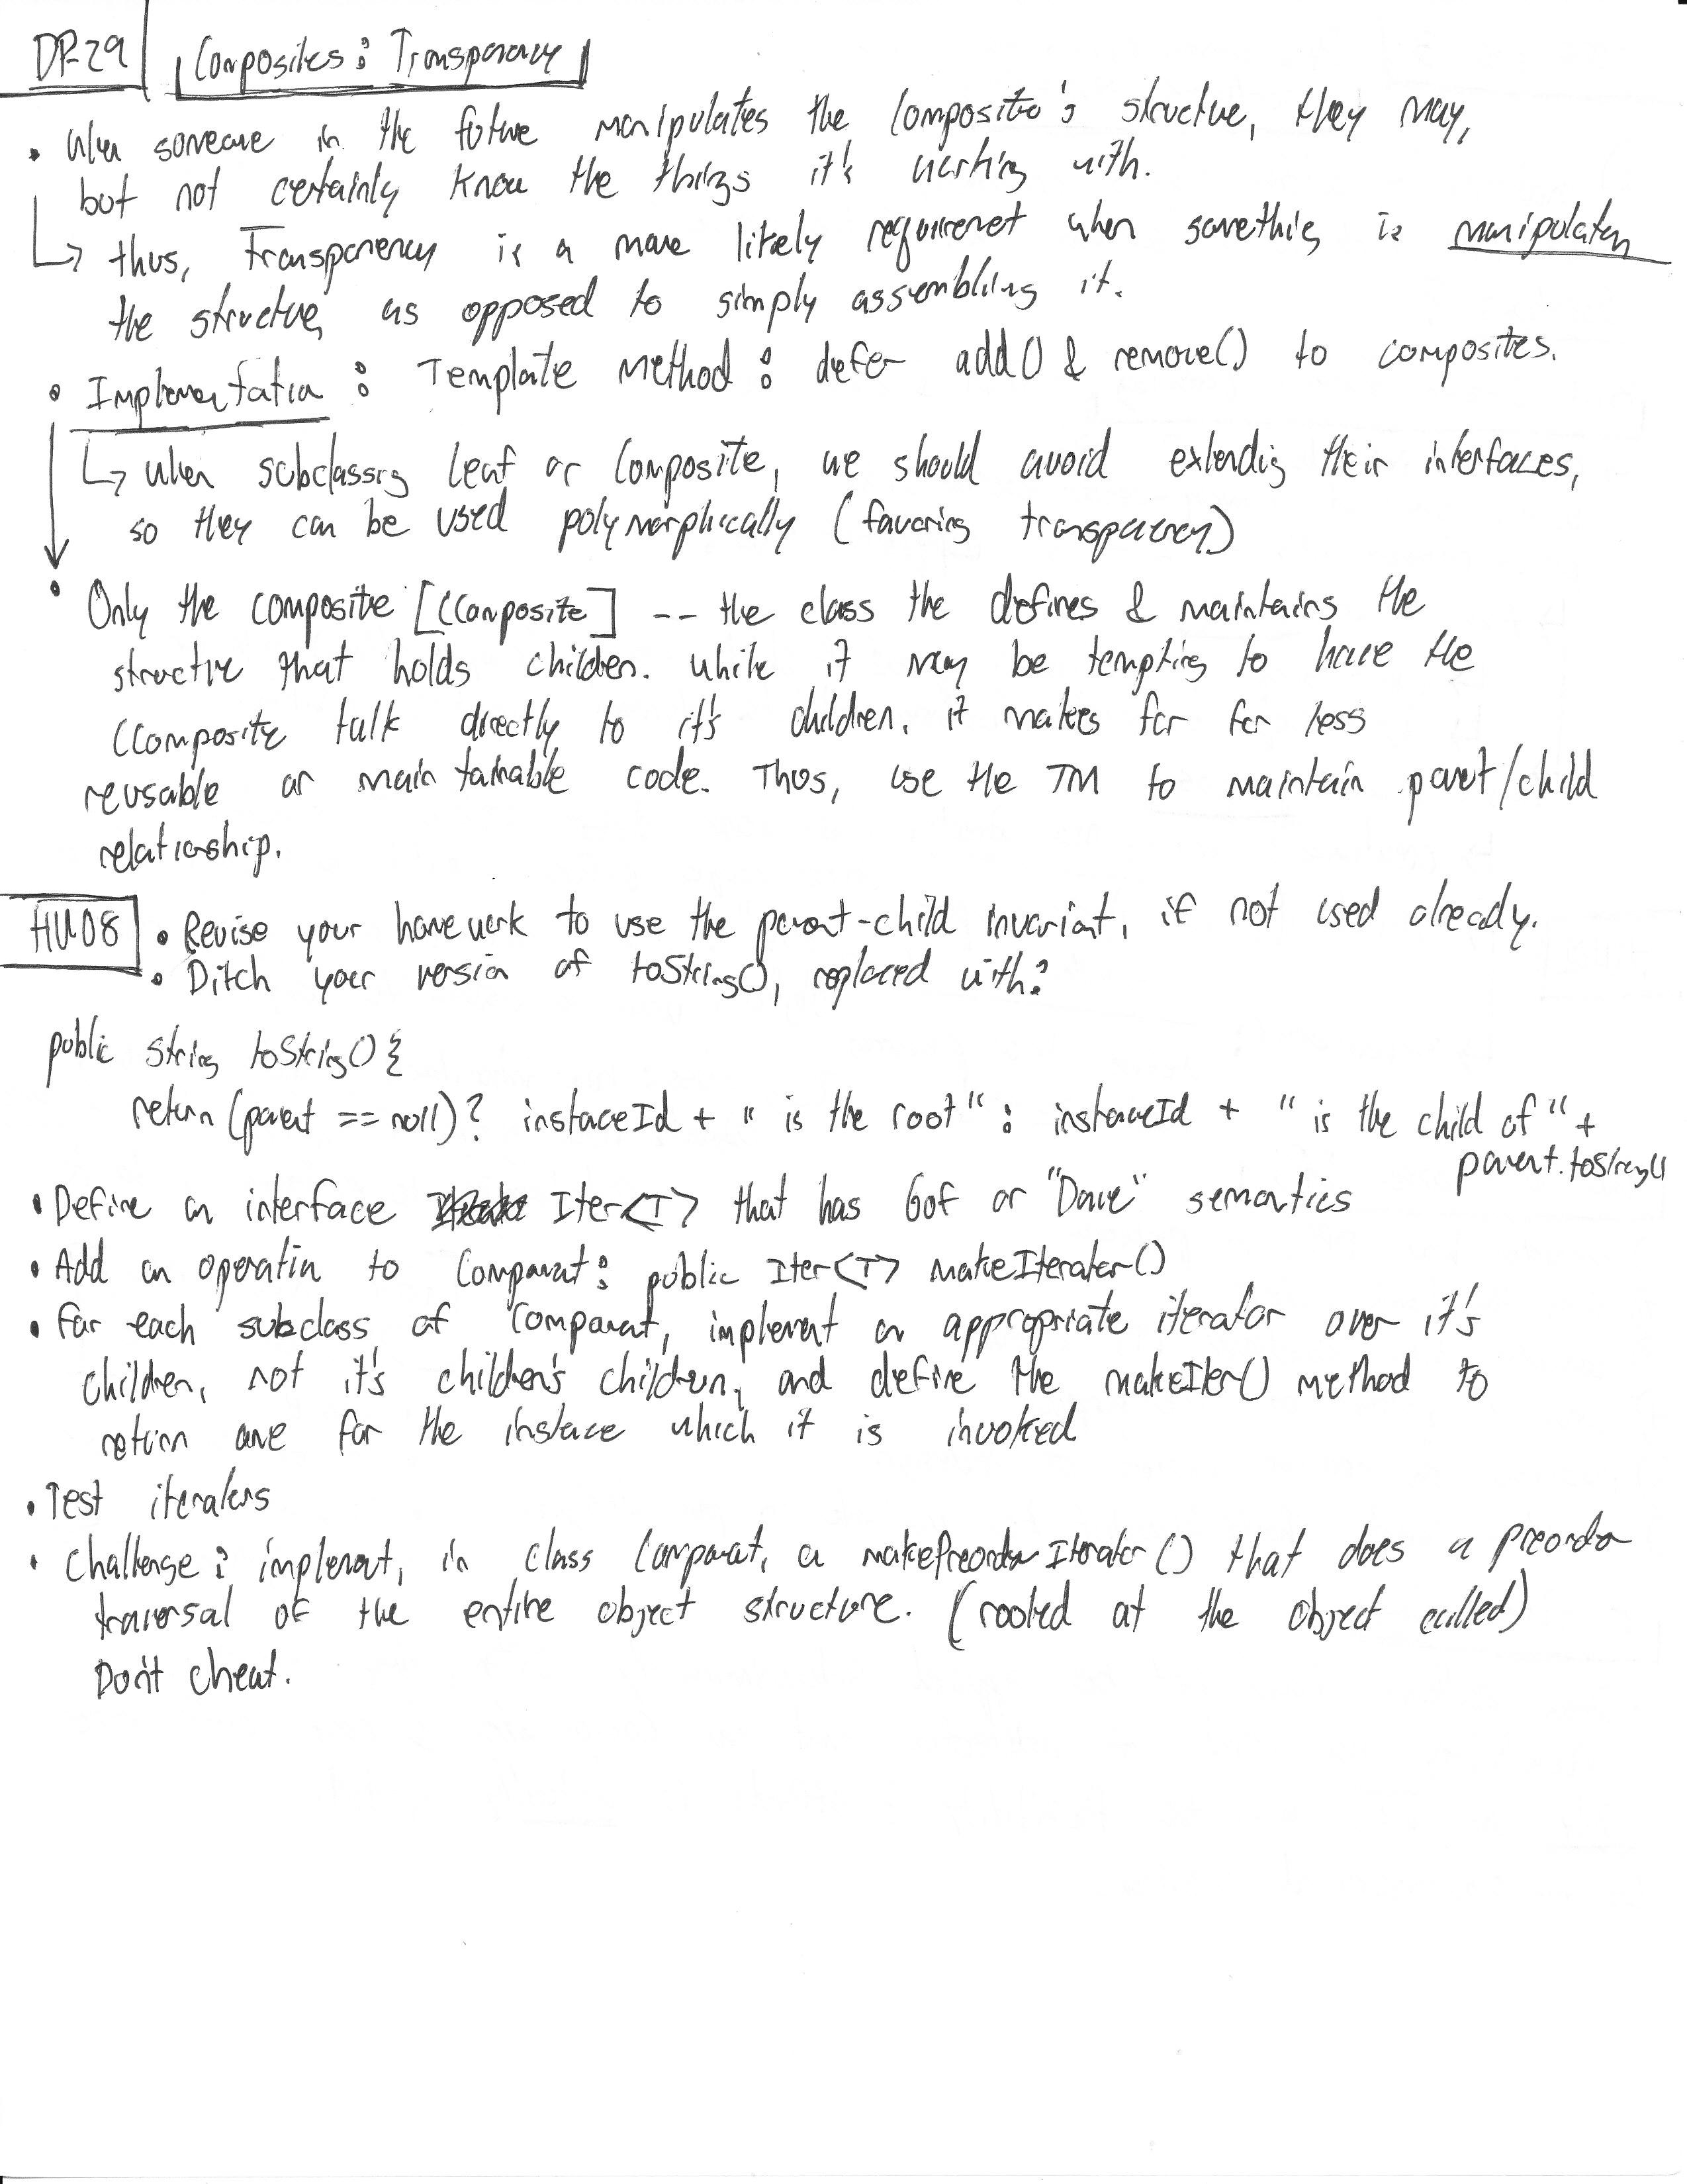 DP-29
Composites: Transparency
• When someone in the future manipulates the Composite's structure, they may,
but not certainly know the things it's working with.
↳ thus, Transparency is a more likely requirement when something is manipulating
the structure, as opposed to simply assembling it.
• Implementation: Template Method: defer add() & remove() to composites.
↳ when subclassing Leaf or Composite, we should avoid extending their interfaces,
so they can be used polymorphically (favoring transparency)
• Only the composite [CComposite] -- the class the defines & maintains the
structure that holds children. While it may be tempting to have the
CComposite talk directly to it's children, it makes for far less
reusable or maintainable code. Thus, use the TM to maintain parent/child
relationship.
HW08
• Revise your homework to use the parent-child invariant, if not used already.
• Ditch your version of toString(), replaced with:
public String toString() {
return (parent == null)? instanceId + " is the root" : instanceId + " is the child of " +
parent.toString()
• Define an interface Iter<T> that has GoF or "Dave" semantics
• Add an operation to Component: public Iter<T> makeIterator()
• For each subclass of Component, implement an appropriate iterator over it's
children, not it's children's children, and define the makeIter() method to
return one for the instance which it is invoked
• Test iterators
• Challenge: implement, in class Component, a makePreorderIterator() that does a preorder
traversal of the entire object structure. (rooted at the object called)
Don't cheat.